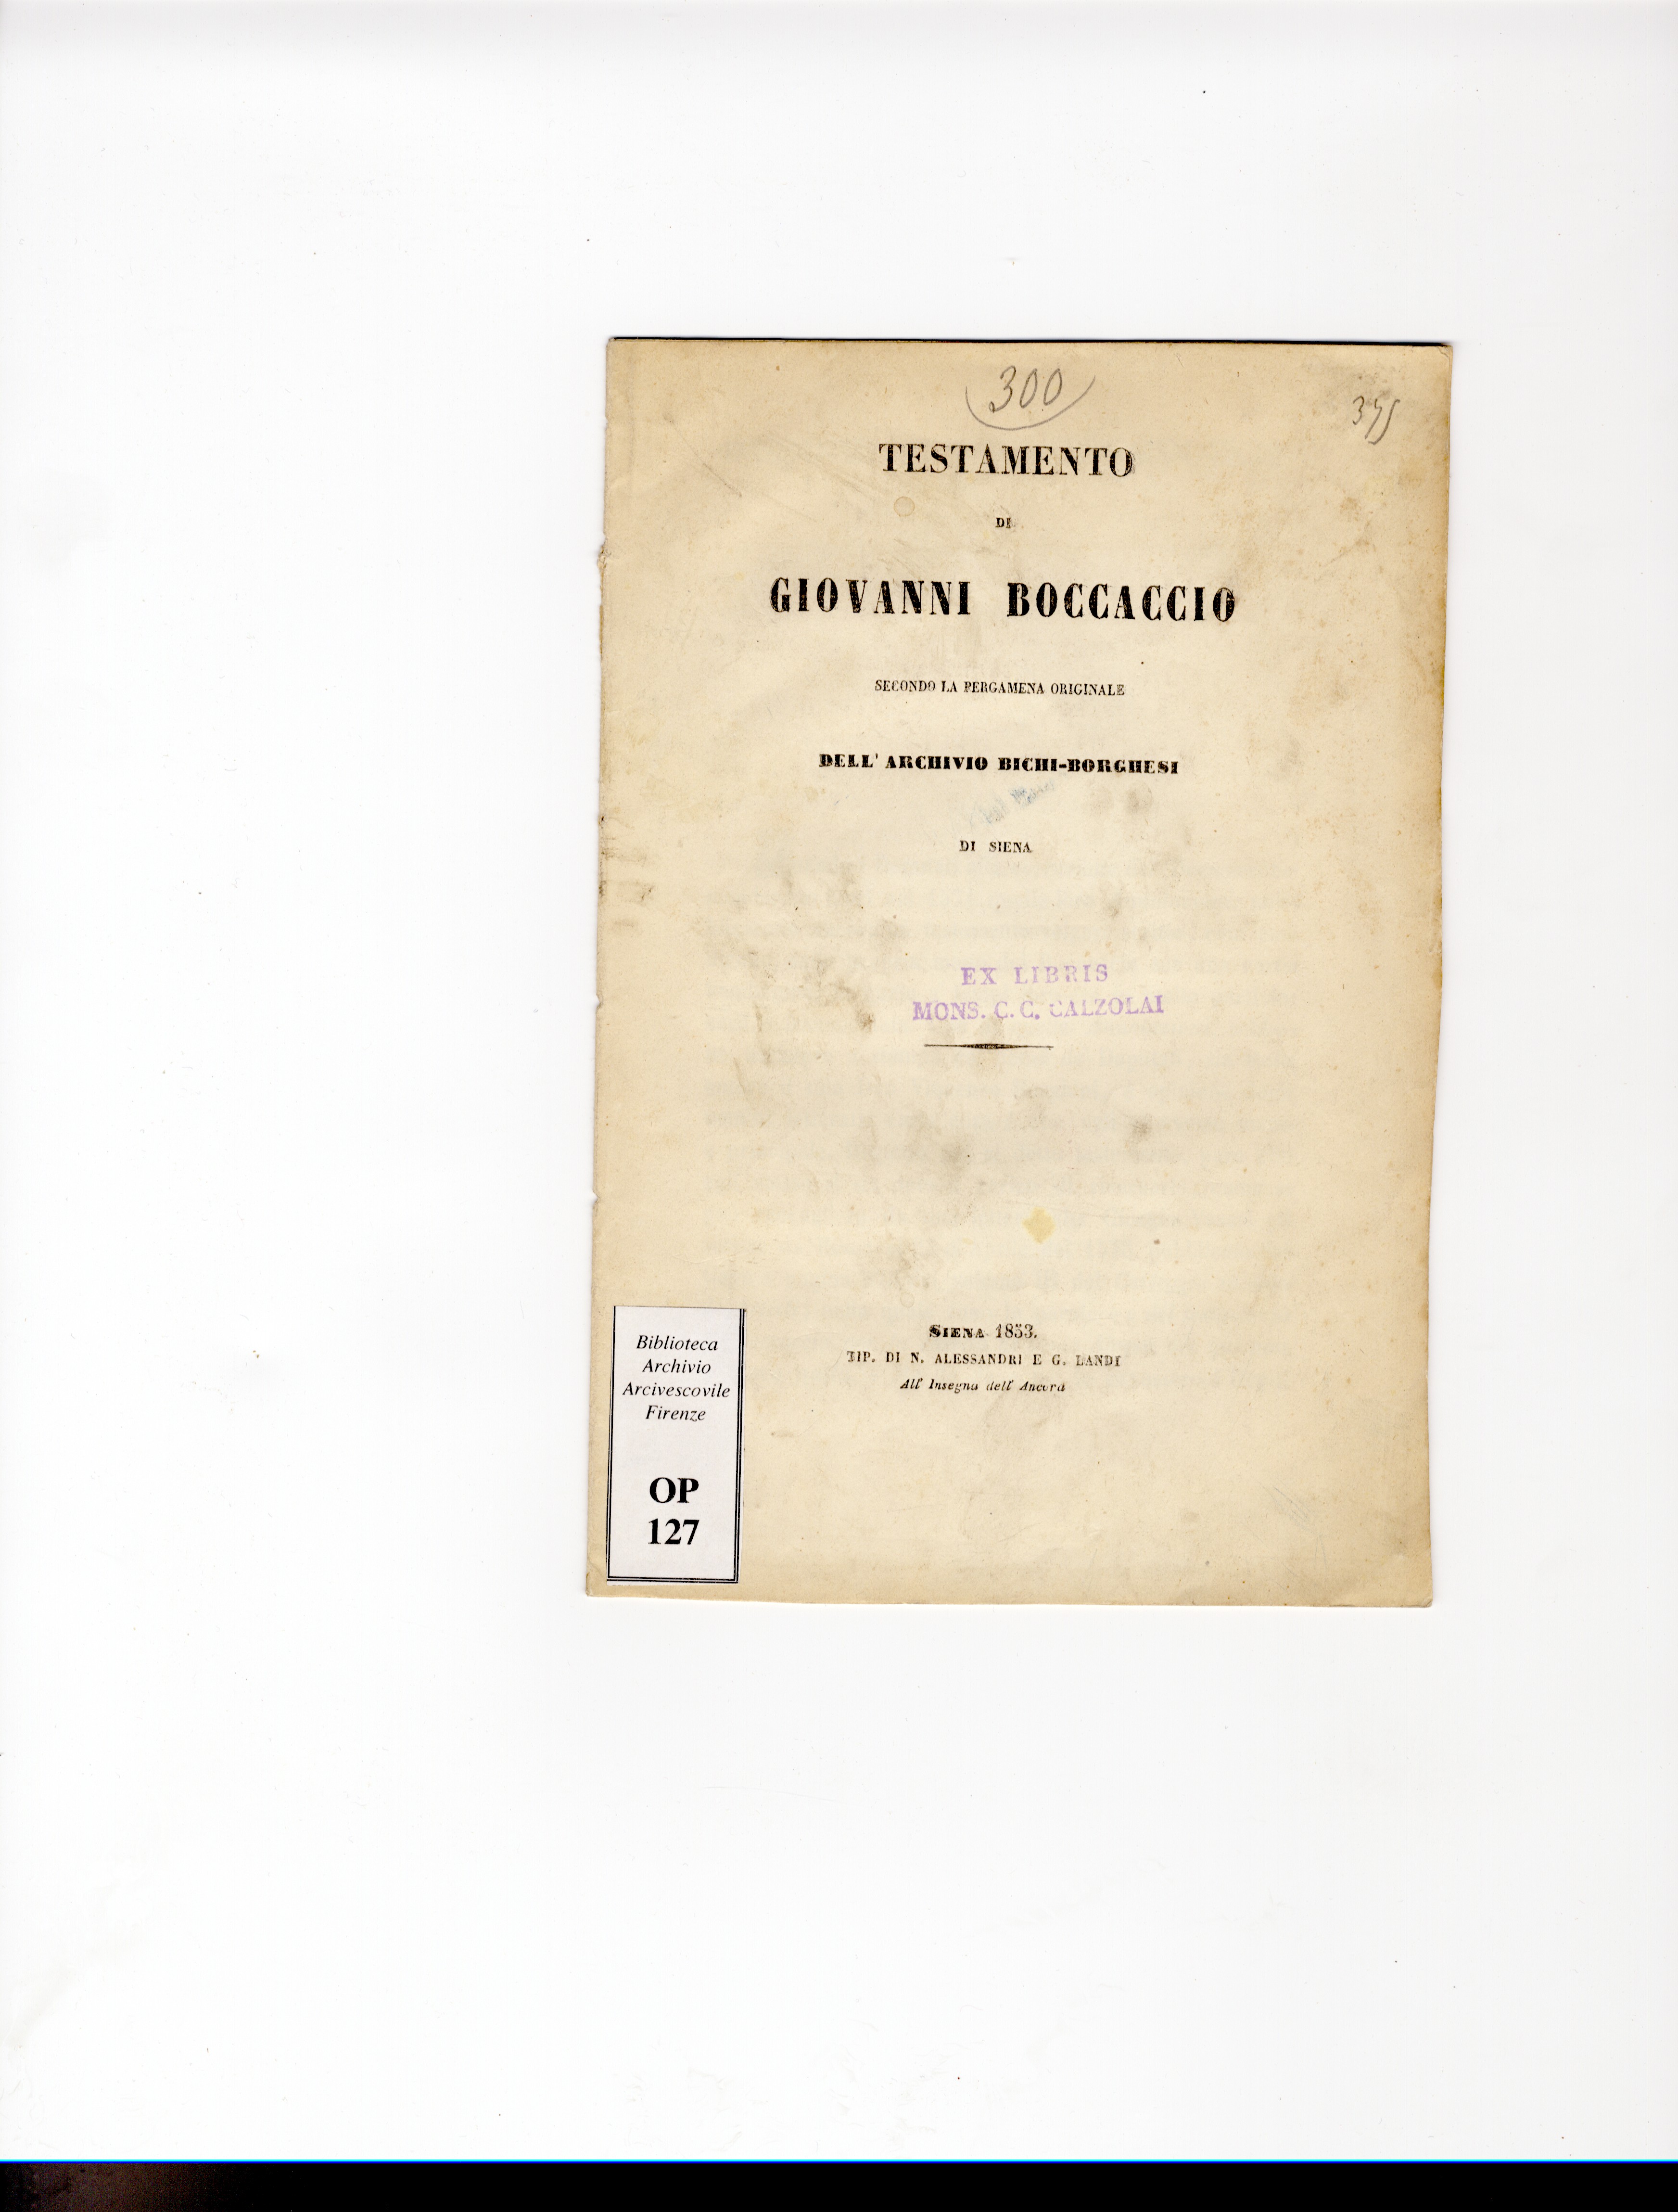 300
375
TESTAMENTO
DI
GIOVANNI BOCCACCIO
SECONDO LA PERGAMENA ORIGINALE
DELL' ARCHIVIO BICHI-BORGHESI
DI SIENA
EX LIBRIS
MONS. C. C. CALZOLAI
SIENA 1853.
TIP. DI N. ALESSANDRI E G. LANDI
All' Insegna dell' Ancora
Biblioteca
Archivio
Arcivescovile
Firenze
OP
127